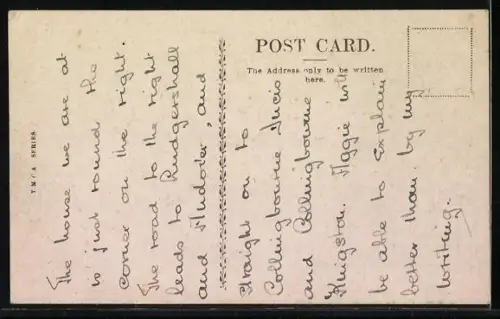 POST CARD.
The Address only to be written
here.
Y.M.C.A. SERIES.
The house we are at
is just round the
corner on the right.
The road to the right
leads to Ludgershall
and Andover, and
straight on to
Collingbourne Ducis
and Collingbourne
Kingston. Aggie will
be able to explain
better than by my
writing.